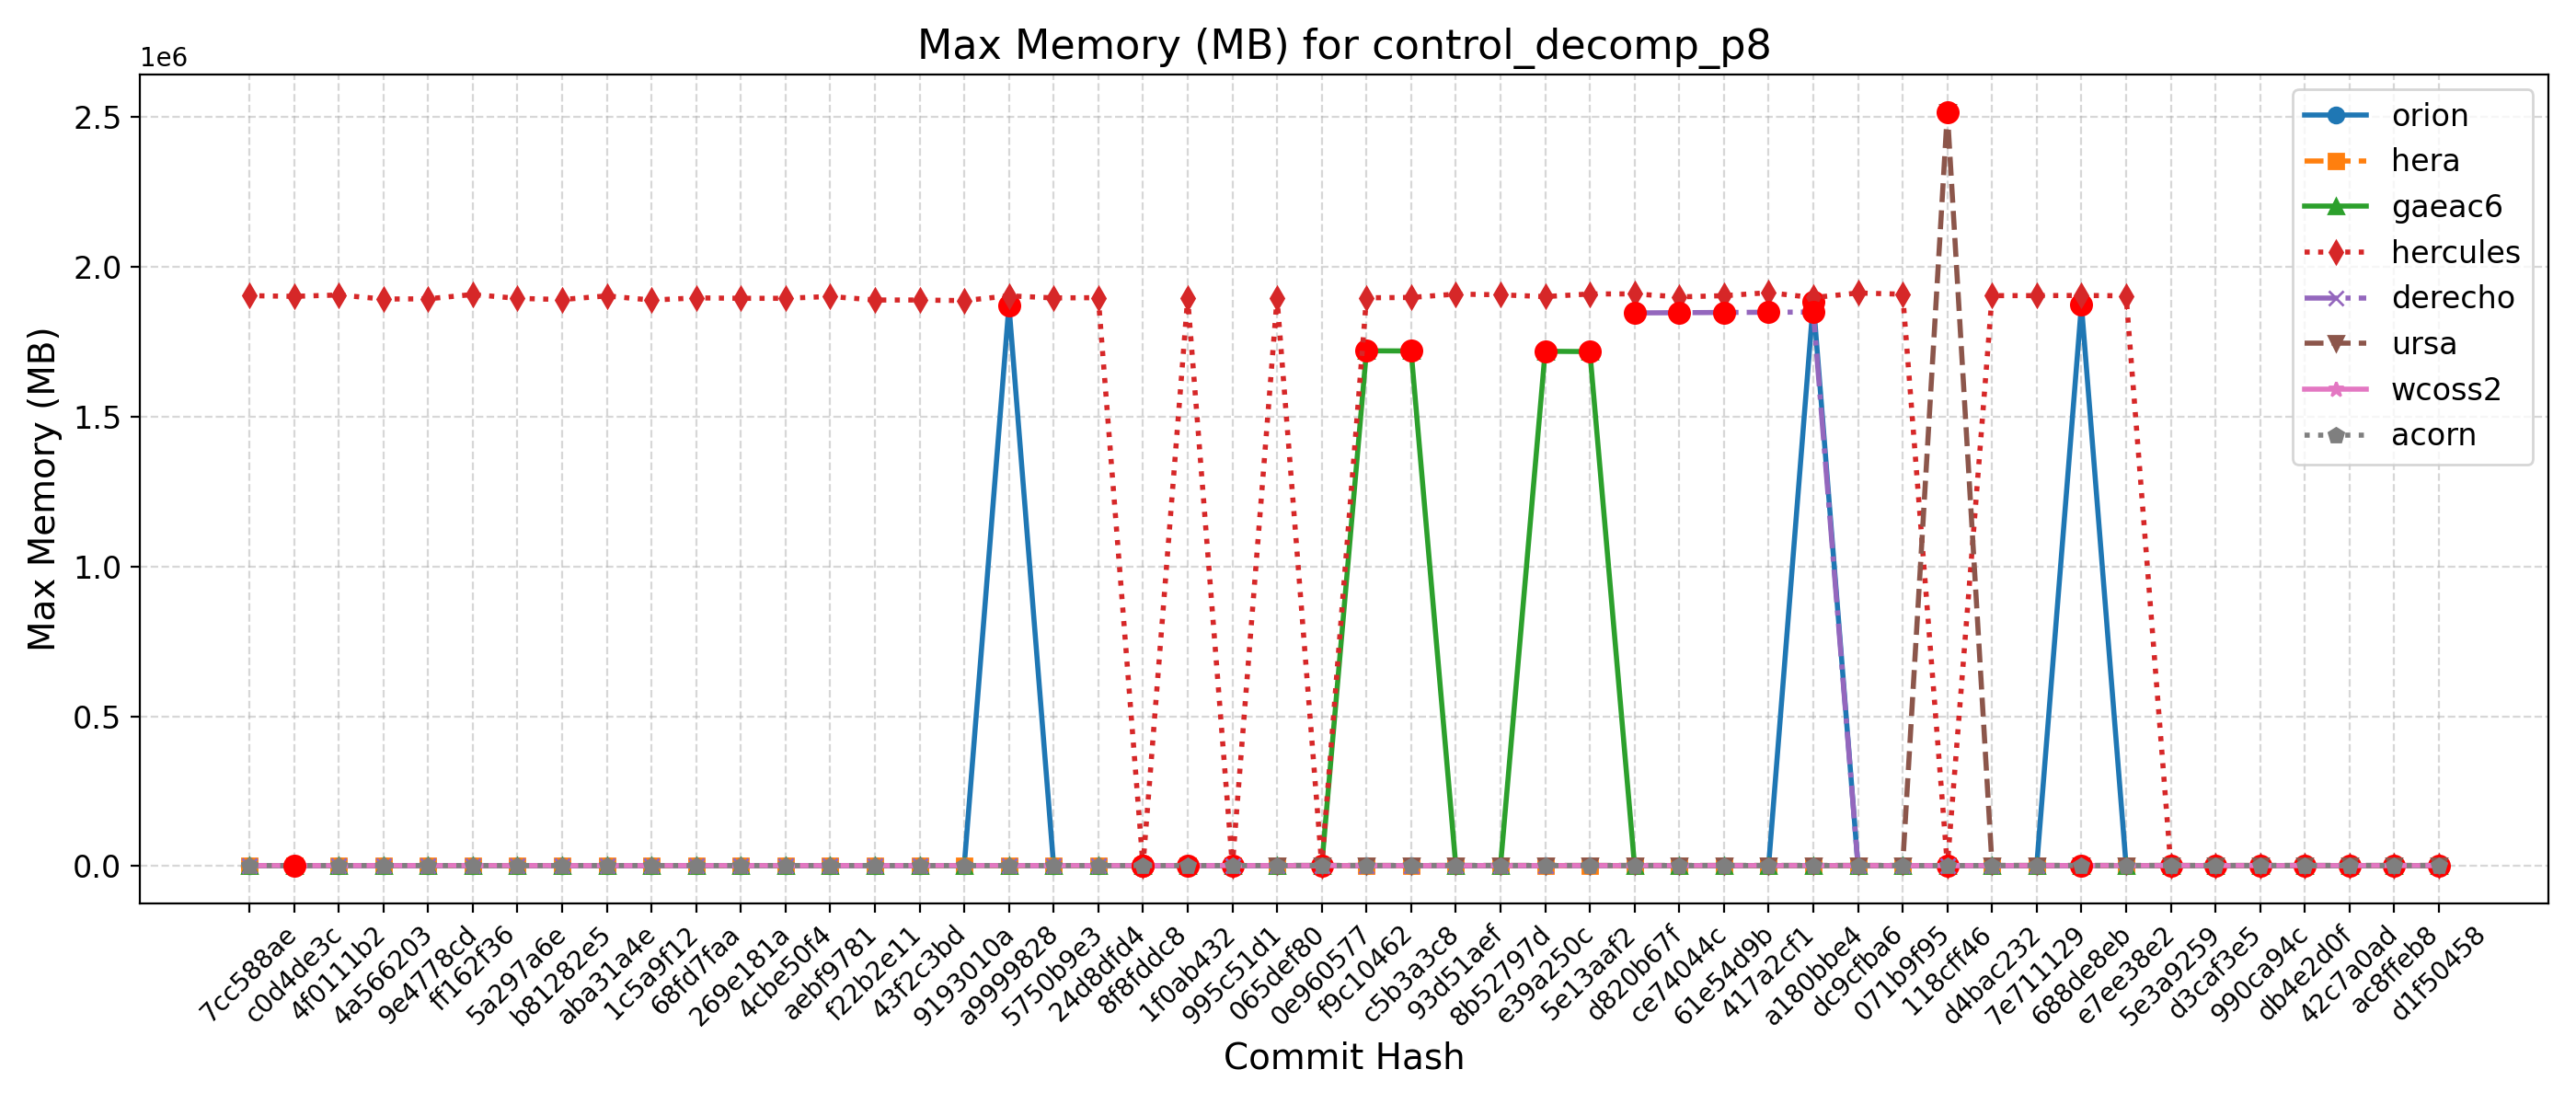 Max Memory (MB) for control_decomp_p8
1e6
2.5
2.0
1.5
1.0
0.5
0.0
Max Memory (MB)
orion
hera
gaeac6
hercules
derecho
ursa
wcoss2
acorn
7cc588ae
c0d4de3c
4f0111b2
4a566203
9e4778cd
ff162f36
5a297a6e
b81282e5
aba31a4e
1c5a9f12
68fd7faa
269e181a
4cbe50f4
aebf9781
f22b2e11
43f2c3bd
9193010a
a9999828
5750b9e3
24d8dfd4
8f8fddc8
1f0ab432
995c51d1
065def80
0e960577
f9c10462
c5b3a3c8
93d51aef
8b52797d
e39a250c
5e13aaf2
d820b67f
ce74044c
61e54d9b
417a2cf1
a180bbe4
dc9cfba6
071b9f95
118cff46
d4bac232
7e711129
688de8eb
e7ee38e2
5e3a9259
d3caf3e5
990ca94c
db4e2d0f
42c7a0ad
ac8ffeb8
d1f50458
Commit Hash